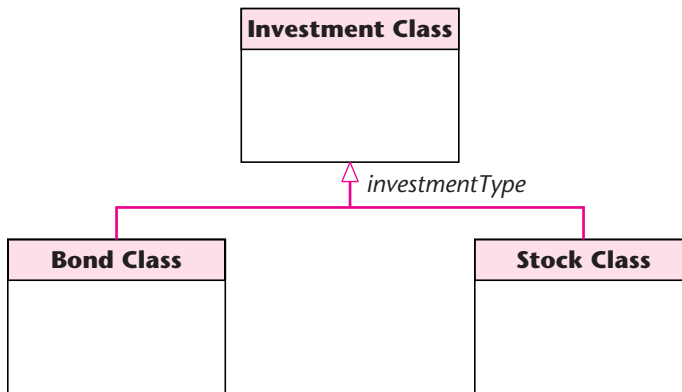 Investment Class
investmentType
Bond Class
Stock Class